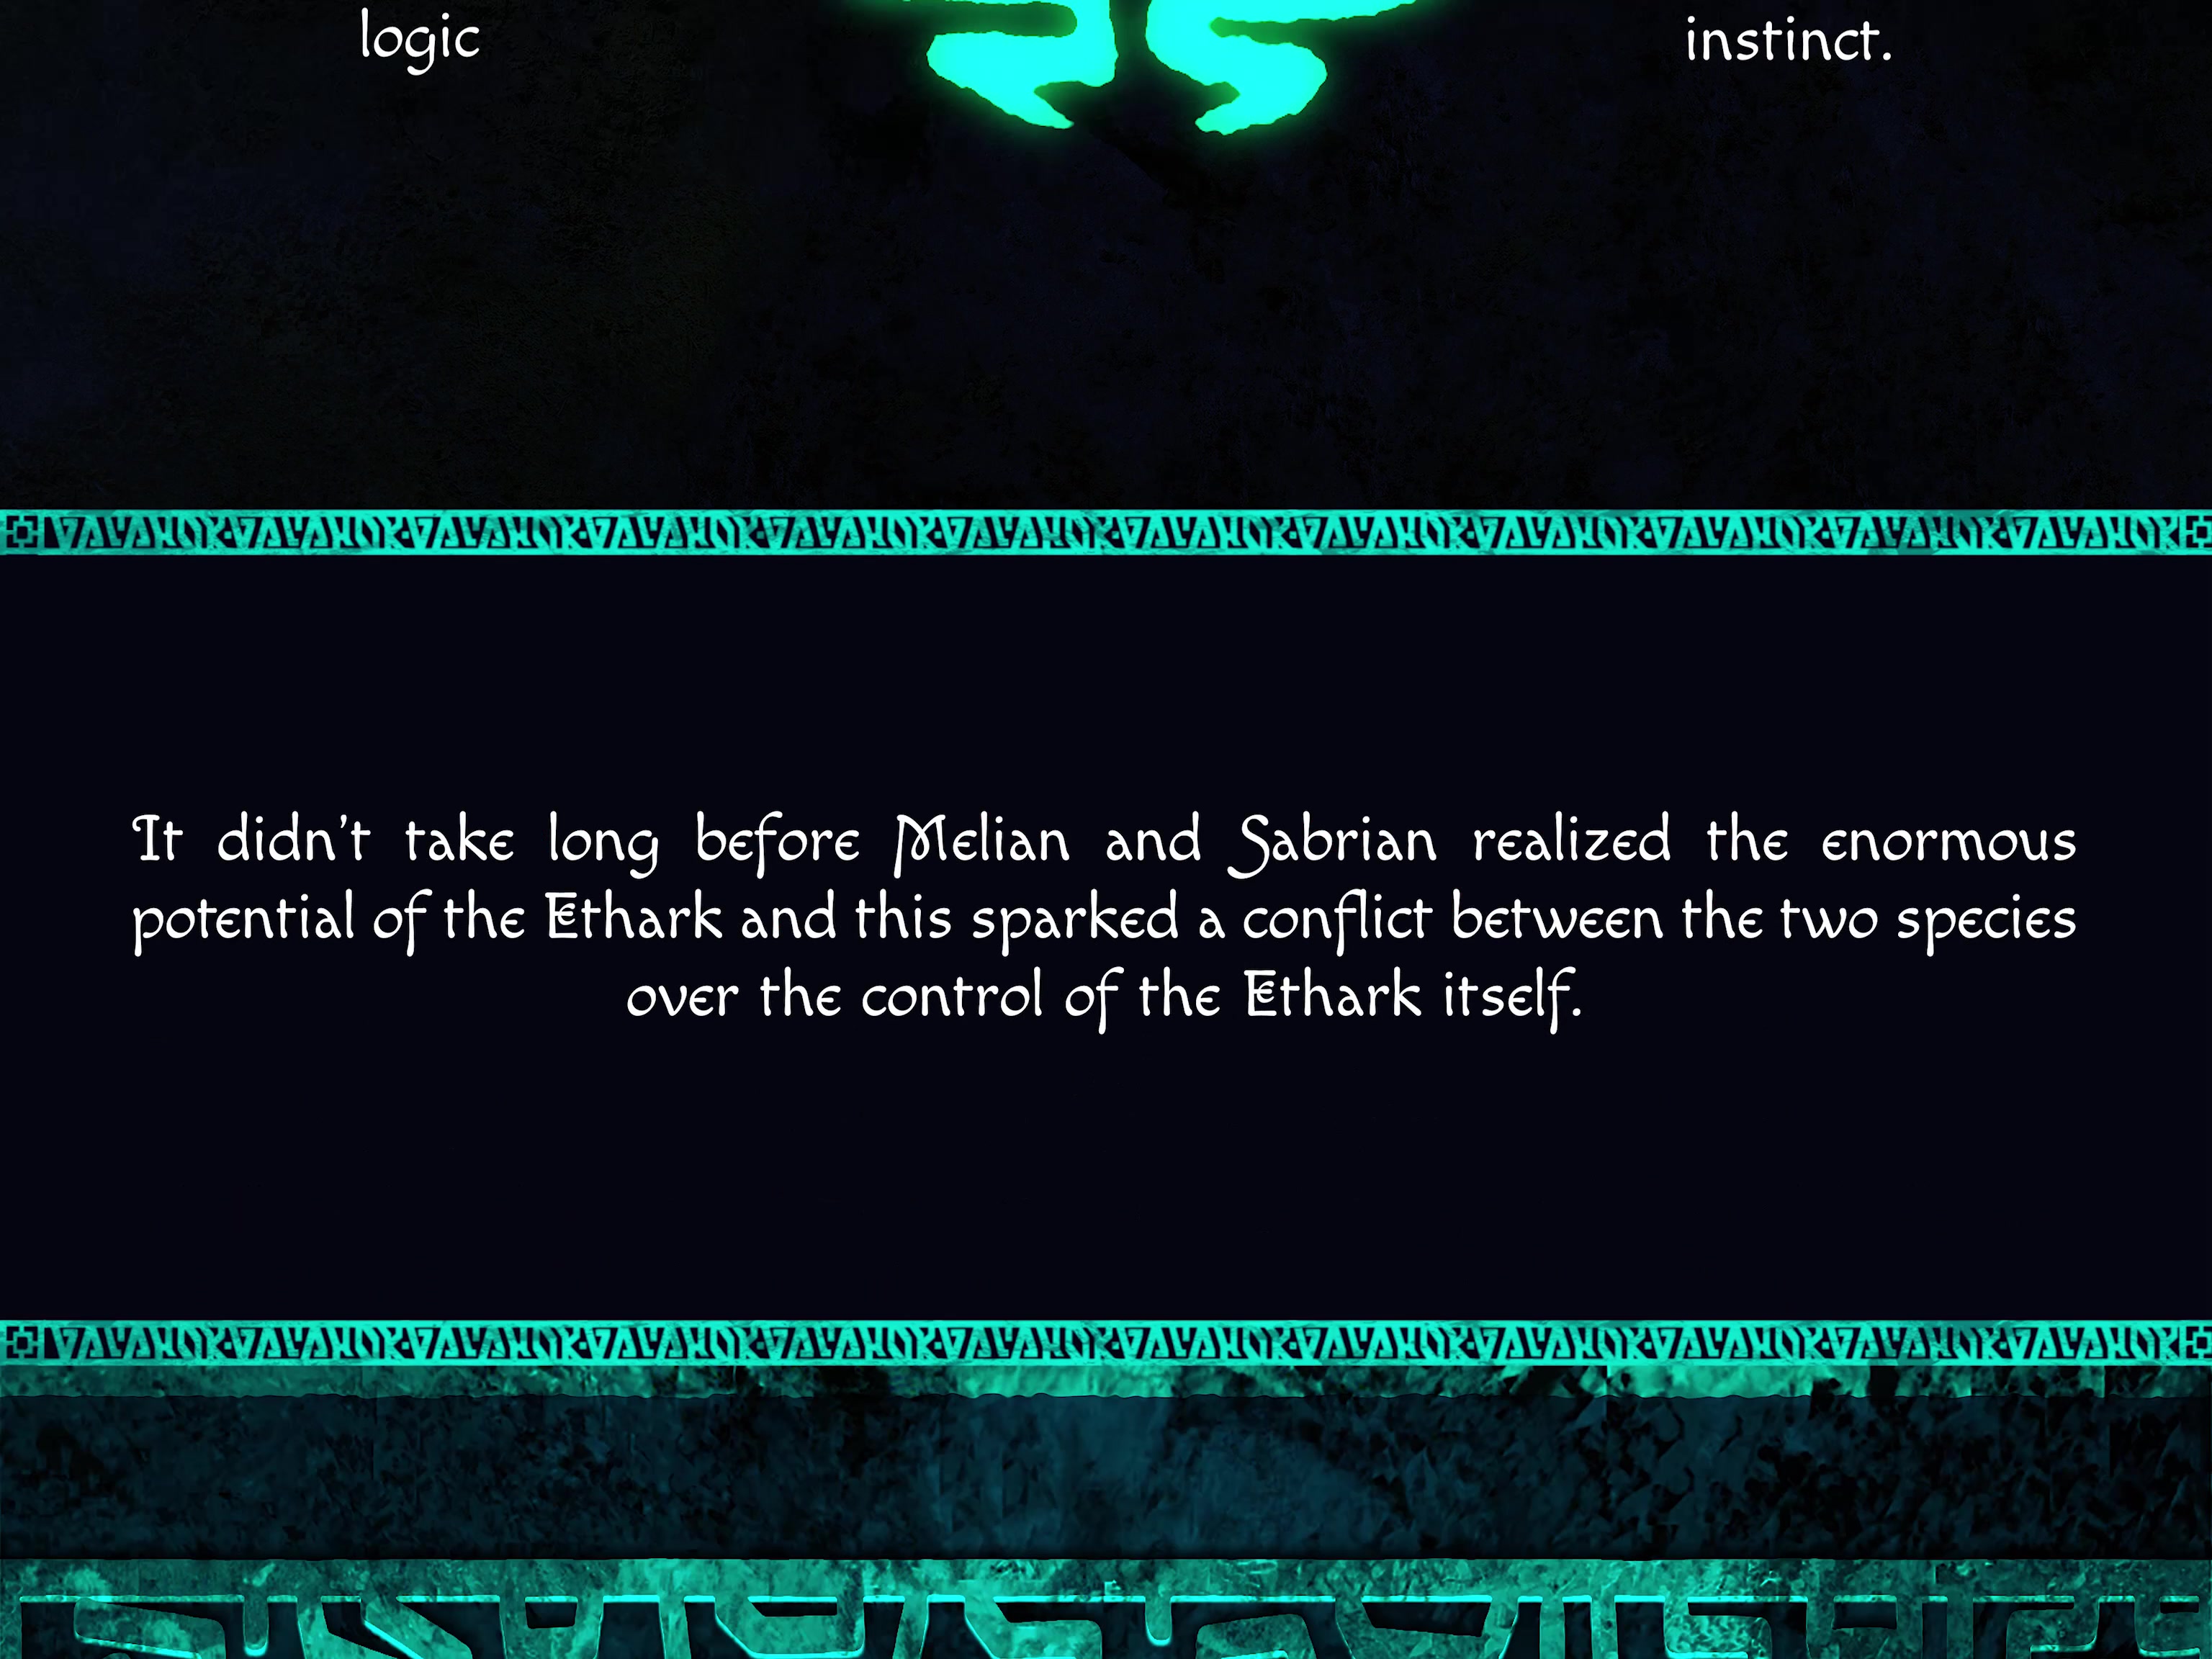 logic instinct.
It didn't take long before Melian and Sabrian realized the enormous
potential of the Ethark and this sparked a conflict between the two species
over the control of the Ethark itself.